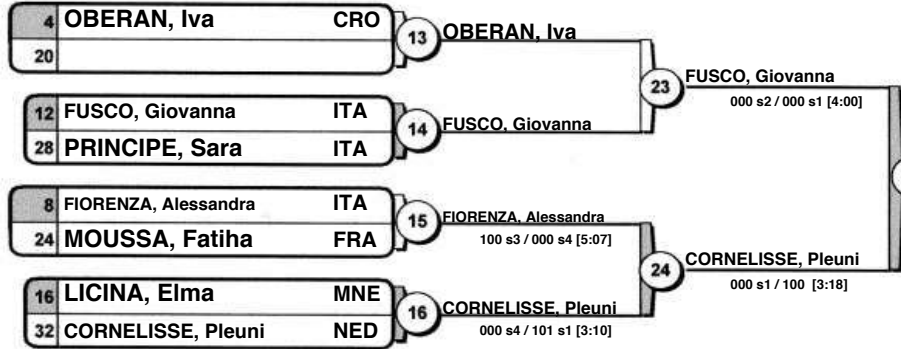 4 OBERAN, Iva CRO
20
13 OBERAN, Iva
12 FUSCO, Giovanna ITA
28 PRINCIPE, Sara ITA
14 FUSCO, Giovanna
23 FUSCO, Giovanna
000 s2 / 000 s1 [4:00]
8 FIORENZA, Alessandra ITA
24 MOUSSA, Fatiha FRA
15 FIORENZA, Alessandra
100 s3 / 000 s4 [5:07]
16 LICINA, Elma MNE
32 CORNELISSE, Pleuni NED
16 CORNELISSE, Pleuni
000 s4 / 101 s1 [3:10]
24 CORNELISSE, Pleuni
000 s1 / 100 [3:18]